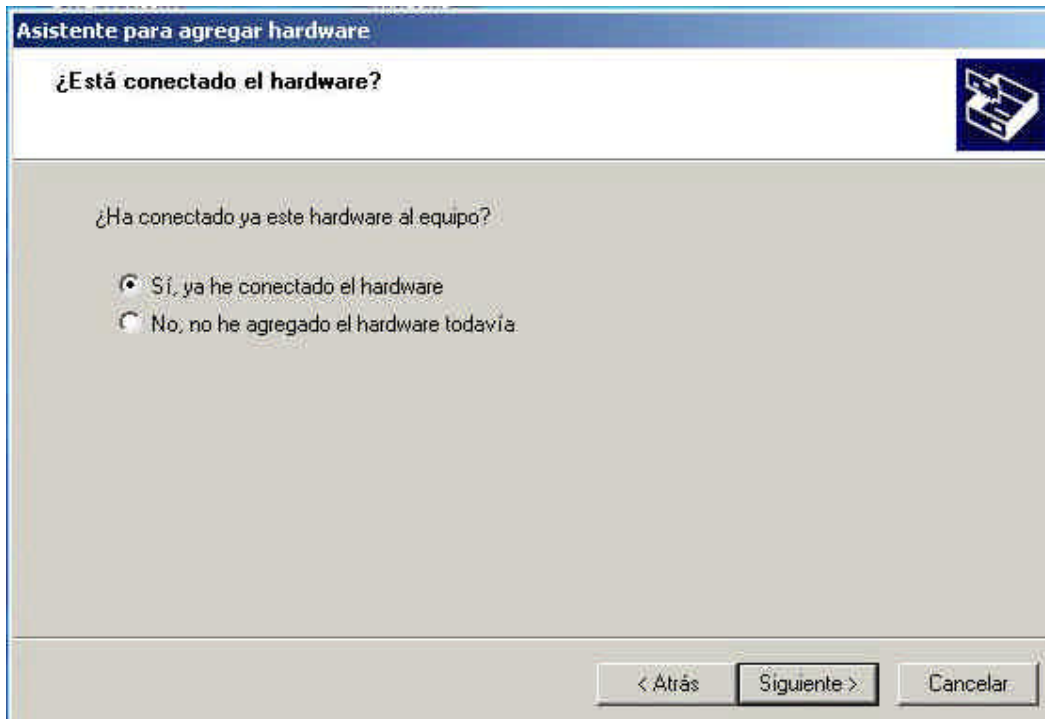 Asistente para agregar hardware
¿Está conectado el hardware?
¿Ha conectado ya este hardware al equipo?
Sí, ya he conectado el hardware
No, no he agregado el hardware todavía
< Atrás
Siguiente >
Cancelar